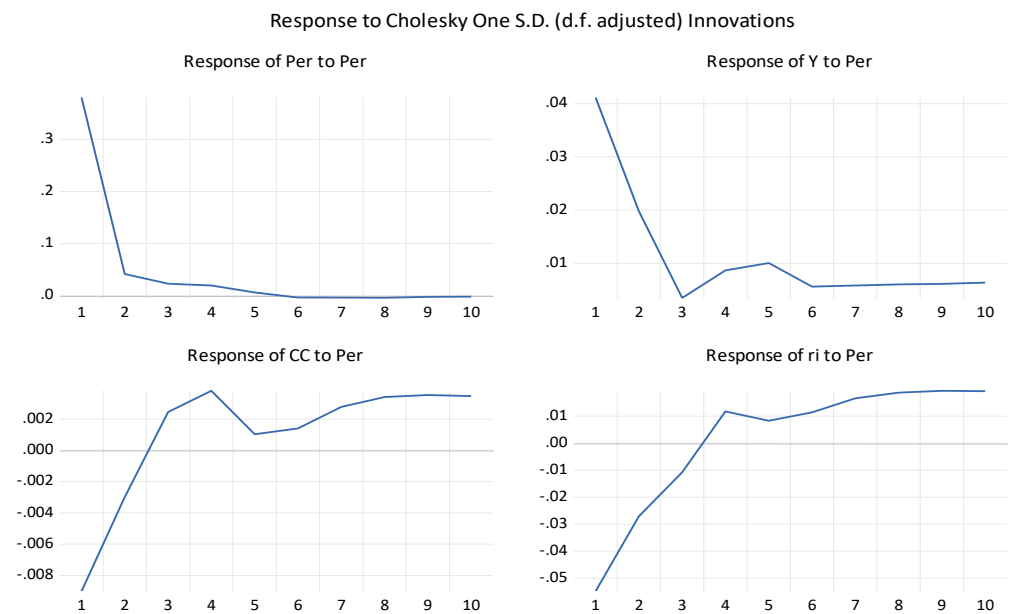 Response to Cholesky One S.D. (d.f. adjusted) Innovations
Response of Per to Per
.3
.2
.1
.0
1 2 3 4 5 6 7 8 9 10
Response of Y to Per
.04
.03
.02
.01
1 2 3 4 5 6 7 8 9 10
Response of CC to Per
.002
.000
-.002
-.004
-.006
-.008
1 2 3 4 5 6 7 8 9 10
Response of ri to Per
.01
.00
-.01
-.02
-.03
-.04
-.05
1 2 3 4 5 6 7 8 9 10